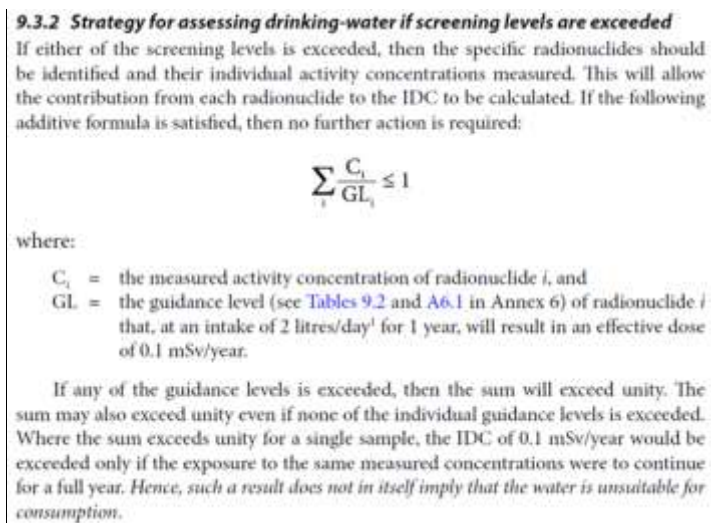 9.3.2 Strategy for assessing drinking-water if screening levels are exceeded
If either of the screening levels is exceeded, then the specific radionuclides should
be identified and their individual activity concentrations measured. This will allow
the contribution from each radionuclide to the IDC to be calculated. If the following
additive formula is satisfied, then no further action is required:
∑i Ci/GLi ≤ 1
where:
Ci = the measured activity concentration of radionuclide i, and
GLi = the guidance level (see Tables 9.2 and A6.1 in Annex 6) of radionuclide i
that, at an intake of 2 litres/day¹ for 1 year, will result in an effective dose
of 0.1 mSv/year.
If any of the guidance levels is exceeded, then the sum will exceed unity. The
sum may also exceed unity even if none of the individual guidance levels is exceeded.
Where the sum exceeds unity for a single sample, the IDC of 0.1 mSv/year would be
exceeded only if the exposure to the same measured concentrations were to continue
for a full year. Hence, such a result does not in itself imply that the water is unsuitable for
consumption.